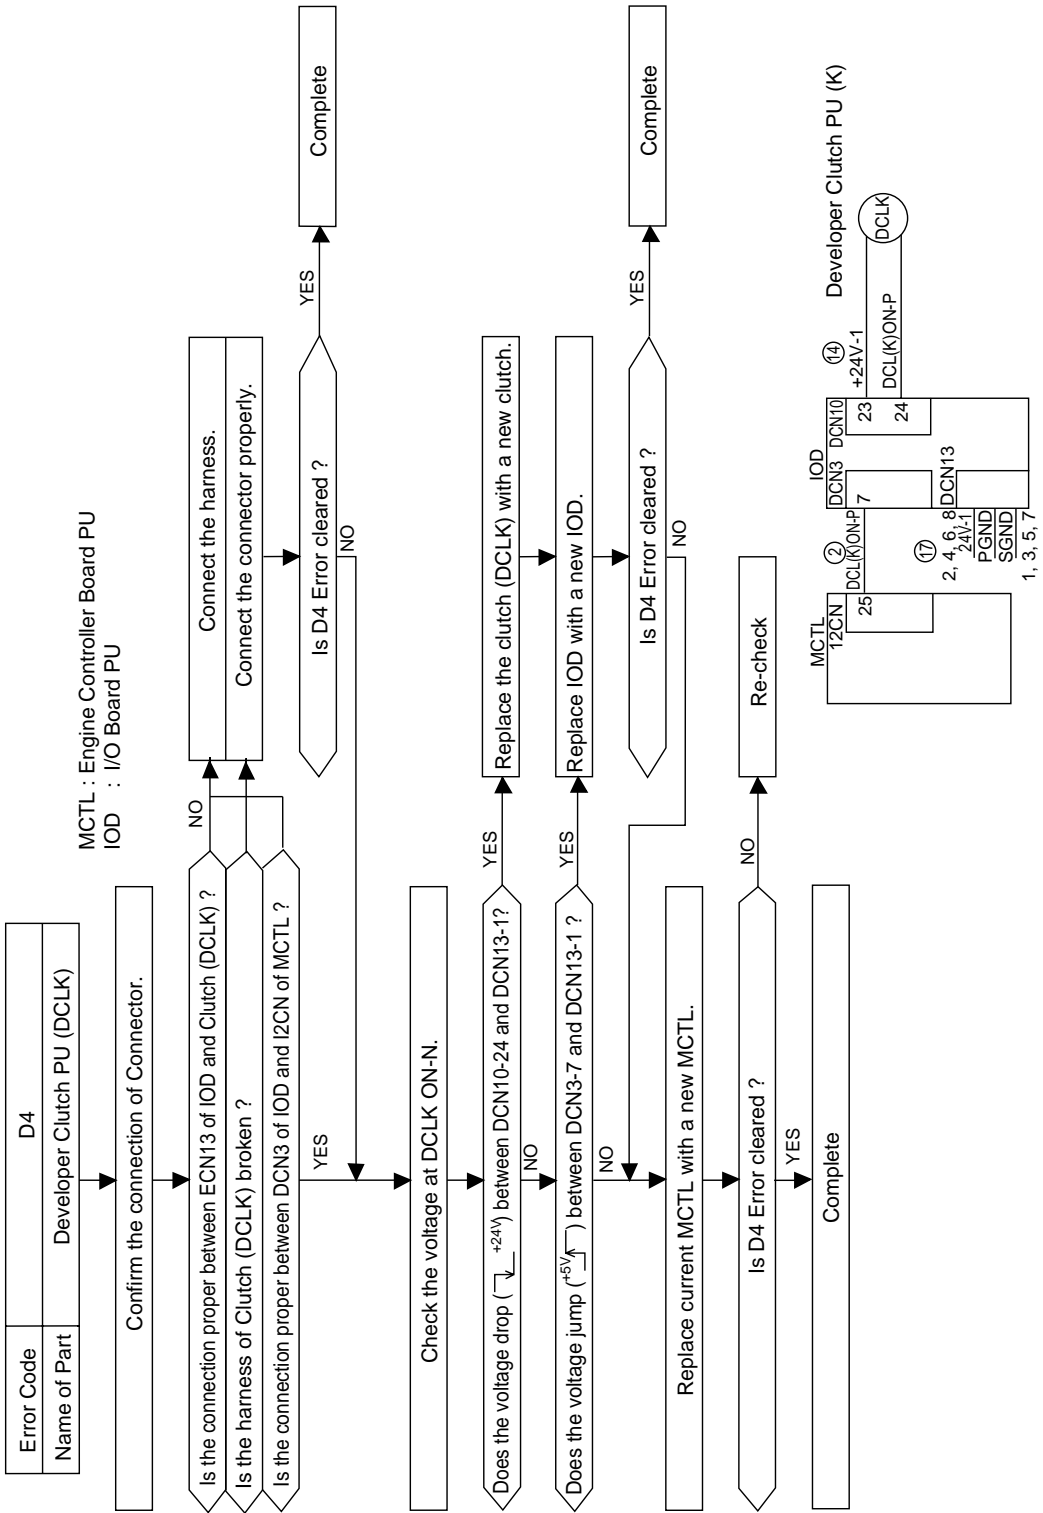 Error Code
D4
Name of Part
Developer Clutch PU (DCLK)
MCTL : Engine Controller Board PU
IOD : I/O Board PU
Confirm the connection of Connector.
Is the connection proper between ECN13 of IOD and Clutch (DCLK) ?
Is the harness of Clutch (DCLK) broken ?
Is the connection proper between DCN3 of IOD and I2CN of MCTL ?
NO
YES
Connect the harness.
Connect the connector properly.
Is D4 Error cleared ?
YES
Complete
NO
Check the voltage at DCLK ON-N.
Does the voltage drop ( +24V) between DCN10-24 and DCN13-1?
YES
Replace the clutch (DCLK) with a new clutch.
NO
Does the voltage jump (+5V ) between DCN3-7 and DCN13-1 ?
YES
Replace IOD with a new IOD.
NO
Is D4 Error cleared ?
YES
Complete
NO
Replace current MCTL with a new MCTL.
Is D4 Error cleared ?
NO
Re-check
YES
Complete
MCTL
12CN
25
②
DCL(K)ON-P
IOD
DCN3
7
DCN10
23
24
⑭
+24V-1
DCL(K)ON-P
Developer Clutch PU (K)
DCLK
⑰
2, 4, 6, 8
DCN13
24V-1
PGND
SGND
1, 3, 5, 7